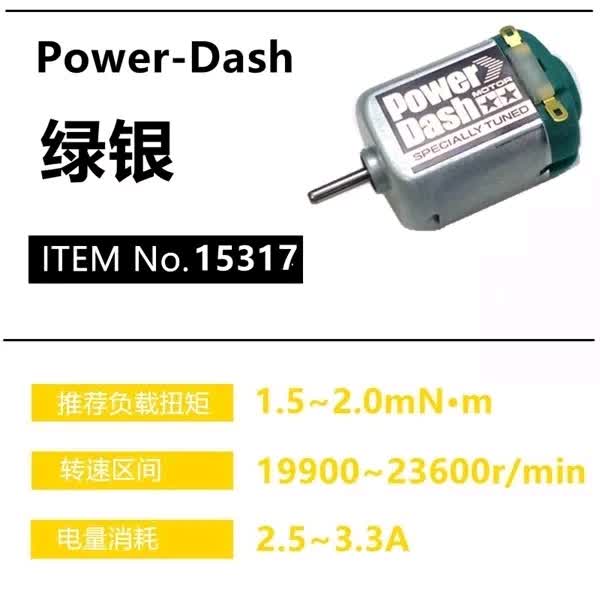 Power-Dash
绿银
ITEM No.15317
Power
Dash
MOTOR
SPECIALLY TUNED
推荐负载扭矩 1.5~2.0mN•m
转速区间 19900~23600r/min
电量消耗 2.5~3.3A